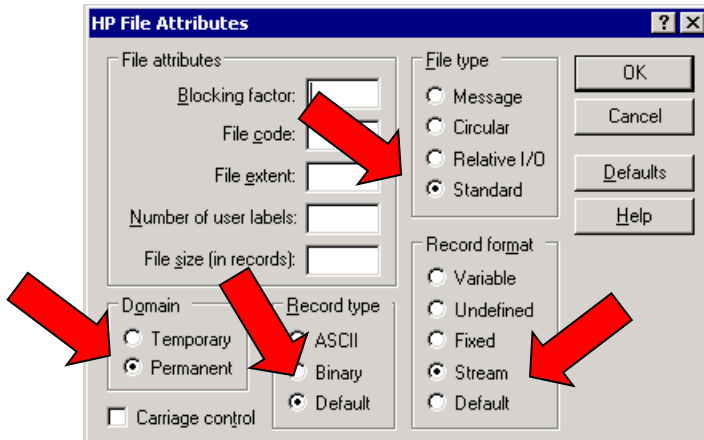 HP File Attributes
File attributes
Blocking factor:
File code:
File extent:
Number of user labels:
File size (in records):
File type
Message
Circular
Relative I/O
Standard
OK
Cancel
Defaults
Help
Domain
Temporary
Permanent
Record type
ASCII
Binary
Default
Record format
Variable
Undefined
Fixed
Stream
Default
Carriage control